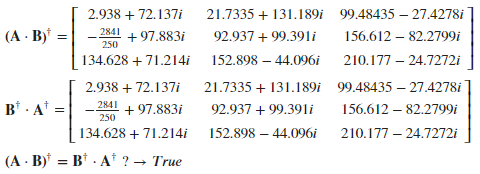 (A · B)† = [ 2.938 + 72.137i 21.7335 + 131.189i 99.48435 − 27.4278i
− 2841/250 + 97.883i 92.937 + 99.391i 156.612 − 82.2799i
134.628 + 71.214i 152.898 − 44.096i 210.177 − 24.7272i ]
B† · A† = [ 2.938 + 72.137i 21.7335 + 131.189i 99.48435 − 27.4278i
− 2841/250 + 97.883i 92.937 + 99.391i 156.612 − 82.2799i
134.628 + 71.214i 152.898 − 44.096i 210.177 − 24.7272i ]
(A · B)† = B† · A† ? → True